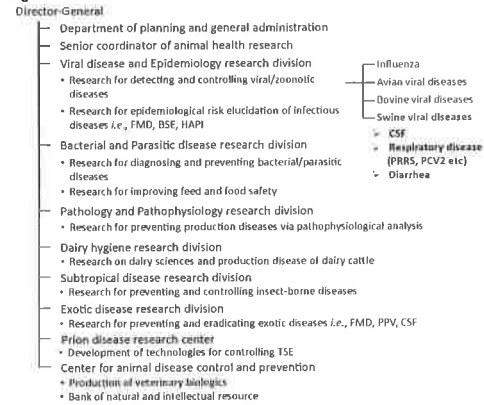 Director-General
Department of planning and general administration
Senior coordinator of animal health research
Viral disease and Epidemiology research division
• Research for detecting and controlling viral/zoonotic
diseases
• Research for epidemiological risk elucidation of infectious
diseases i.e., FMD, BSE, HAPI
Influenza
Avian viral diseases
Bovine viral diseases
Swine viral diseases
➢ CSF
➢ Respiratory disease
(PRRS, PCV2 etc)
➢ Diarrhea
Bacterial and Parasitic disease research division
• Research for diagnosing and preventing bacterial/parasitic
diseases
• Research for improving feed and food safety
Pathology and Pathophysiology research division
• Research for preventing production diseases via pathophysiological analysis
Dairy hygiene research division
• Research on dairy sciences and production disease of dairy cattle
Subtropical disease research division
• Research for preventing and controlling insect-borne diseases
Exotic disease research division
• Research for preventing and eradicating exotic diseases i.e., FMD, PPV, CSF
Prion disease research center
• Development of technologies for controlling TSE
Center for animal disease control and prevention
• Production of veterinary biologics
• Bank of natural and intellectual resource